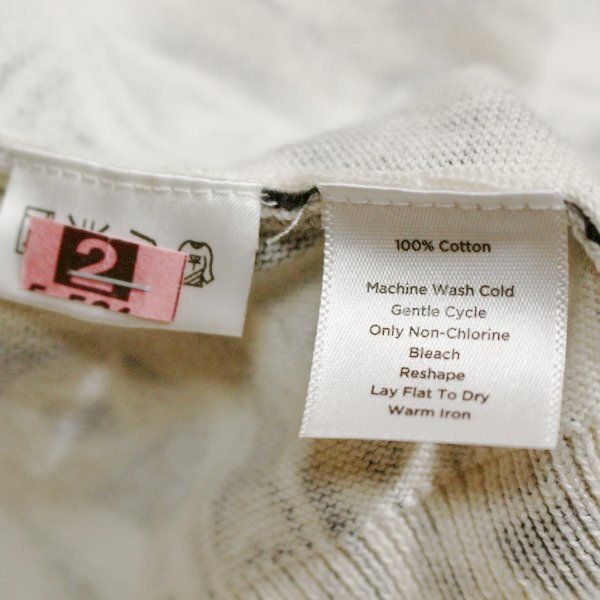 2
100% Cotton
Machine Wash Cold
Gentle Cycle
Only Non-Chlorine
Bleach
Reshape
Lay Flat To Dry
Warm Iron